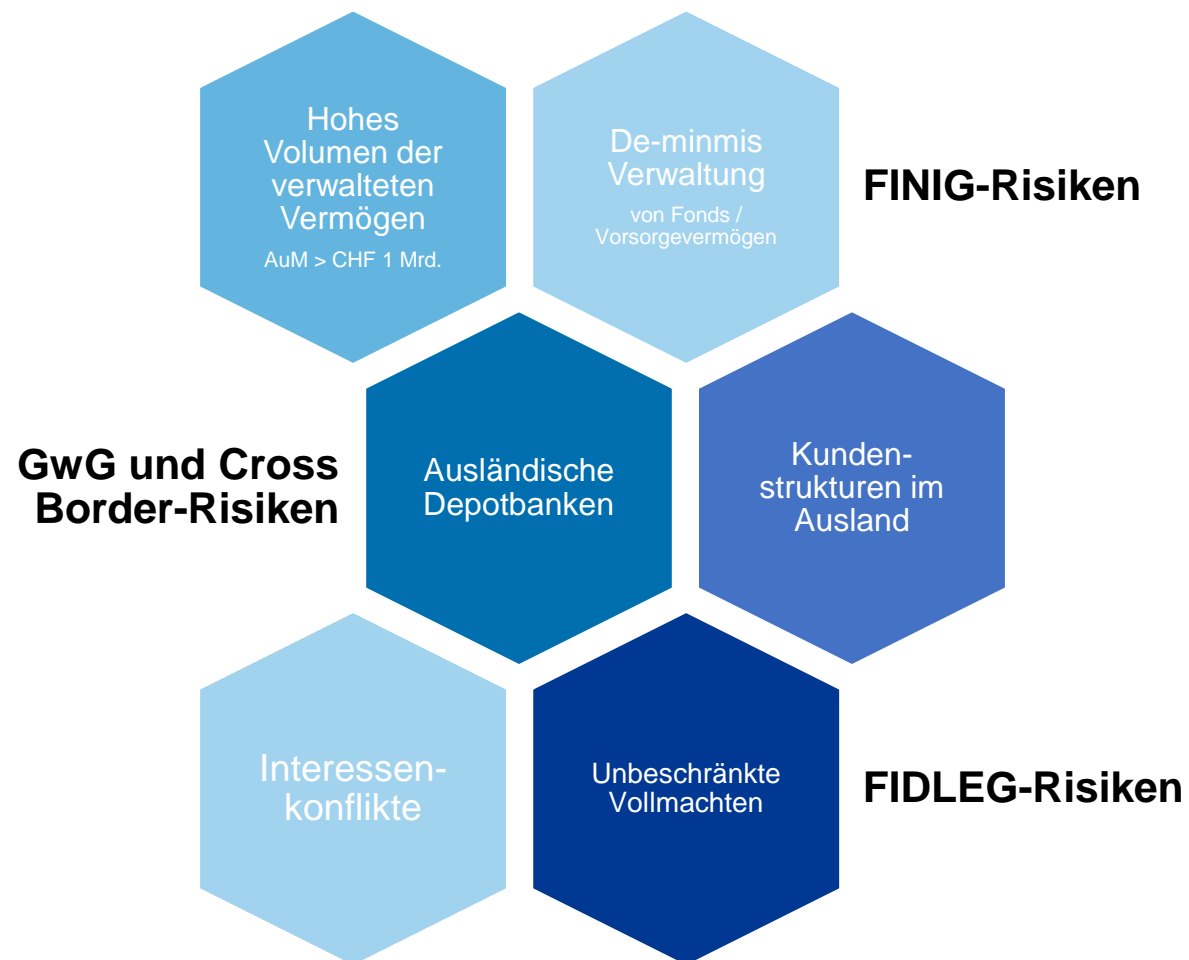 Hohes
Volumen der
verwalteten
Vermögen
AuM > CHF 1 Mrd.
De-minmis
Verwaltung
von Fonds /
Vorsorgevermögen
FINIG-Risiken
GwG und Cross
Border-Risiken
Ausländische
Depotbanken
Kunden-
strukturen im
Ausland
Interessen-
konflikte
Unbeschränkte
Vollmachten
FIDLEG-Risiken